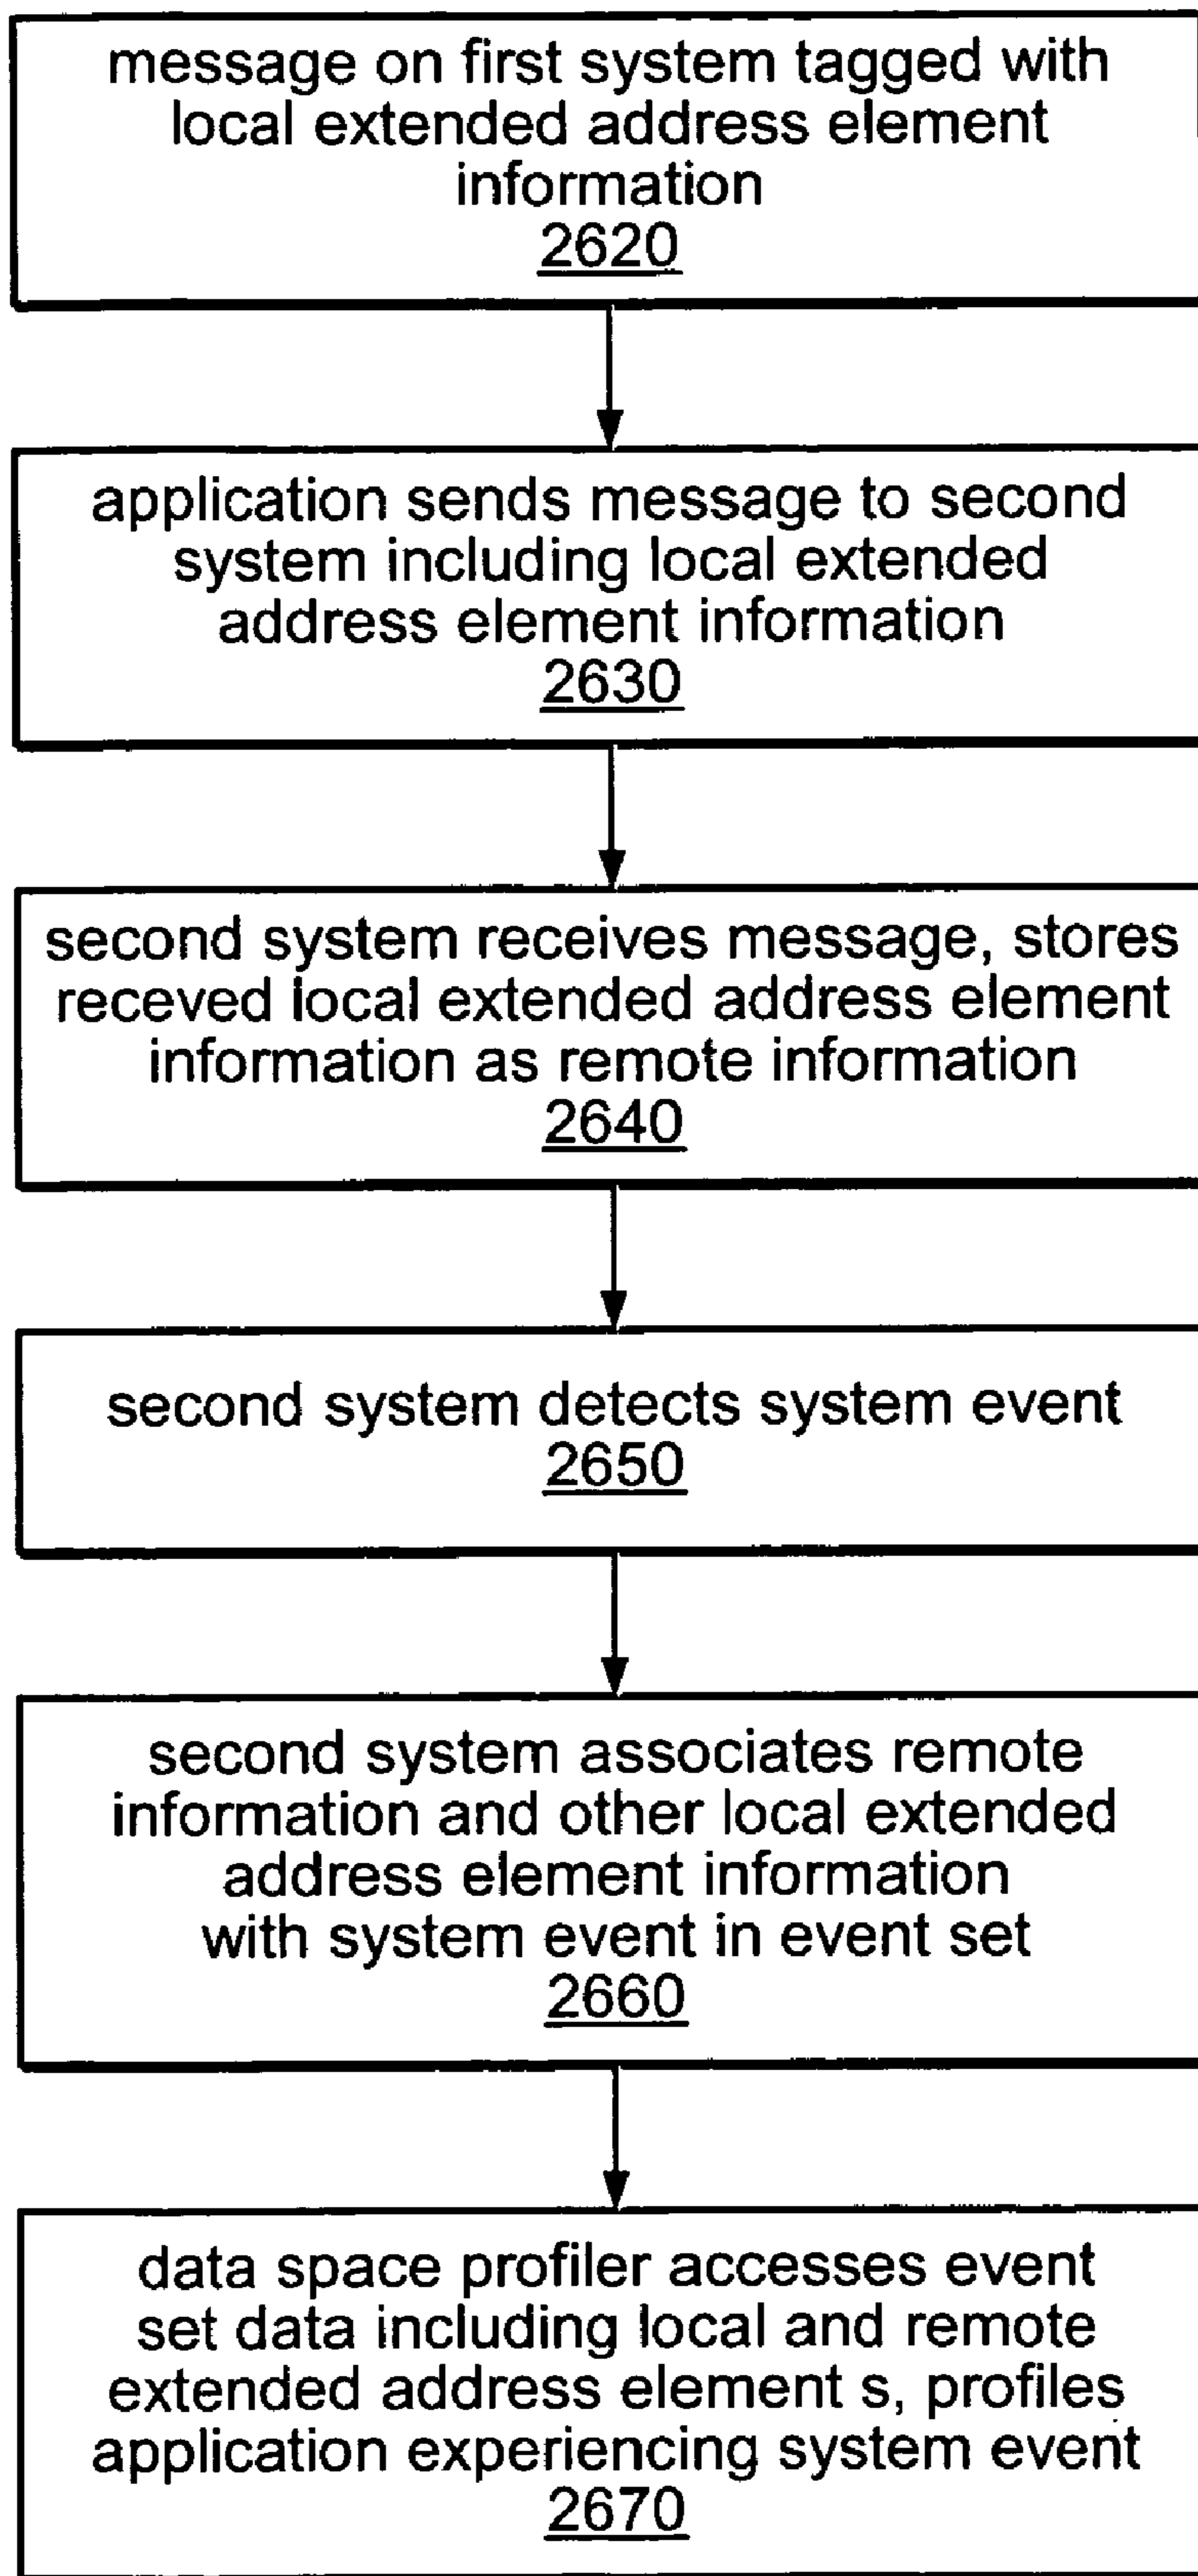 message on first system tagged with
local extended address element
information
2620
application sends message to second
system including local extended
address element information
2630
second system receives message, stores
receved local extended address element
information as remote information
2640
second system detects system event
2650
second system associates remote
information and other local extended
address element information
with system event in event set
2660
data space profiler accesses event
set data including local and remote
extended address element s, profiles
application experiencing system event
2670